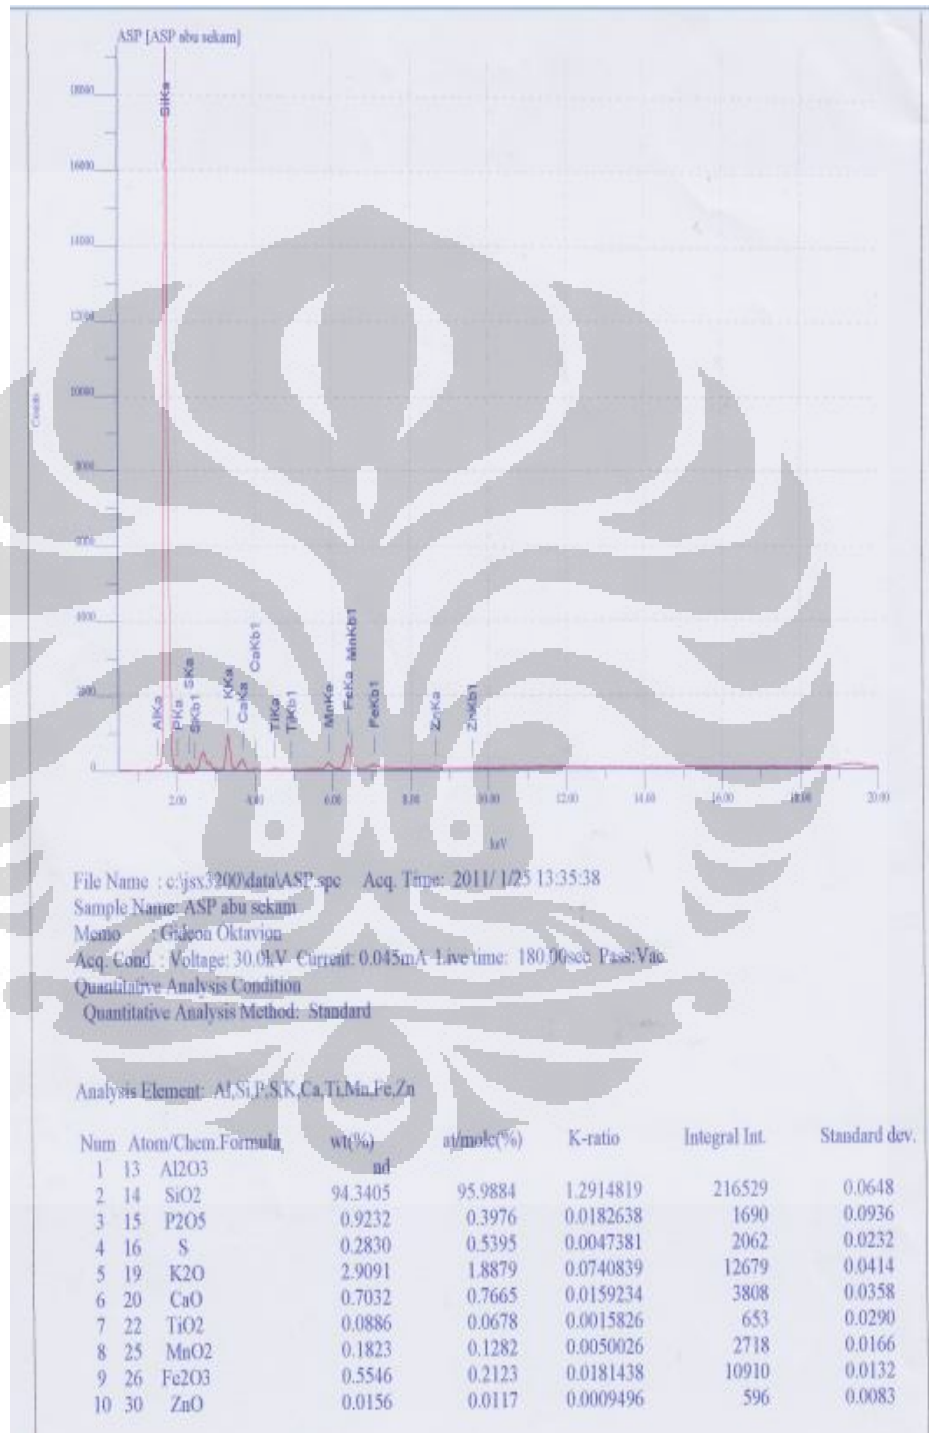 ASP [ASP abu sekam]
SiKa
18000
16000
14000
12000
10000
8000
6000
4000
2000
0
Counts
AlKa
PKa
SKb1
SKa
KKa
CaKa
CaKb1
TiKa
TiKb1
MnKa
FeKa
MnKb1
FeKb1
ZnKa
ZnKb1
2.00 4.00 6.00 8.00 10.00 12.00 14.00 16.00 18.00 20.00
keV
File Name : c:\jsx3200\data\ASP.spc Acq. Time: 2011/ 1/25 13:35:38
Sample Name: ASP abu sekam
Memo : Gideon Oktavion
Acq. Cond. : Voltage: 30.0kV Current: 0.045mA Live time: 180.00sec Pass:Vac.
Quantitative Analysis Condition
Quantitative Analysis Method: Standard
Analysis Element: Al,Si,P,S,K,Ca,Ti,Mn,Fe,Zn
Num Atom/Chem.Formula wt(%) at/mole(%) K-ratio Integral Int. Standard dev.
1 13 Al2O3 nd
2 14 SiO2 94.3405 95.9884 1.2914819 216529 0.0648
3 15 P2O5 0.9232 0.3976 0.0182638 1690 0.0936
4 16 S 0.2830 0.5395 0.0047381 2062 0.0232
5 19 K2O 2.9091 1.8879 0.0740839 12679 0.0414
6 20 CaO 0.7032 0.7665 0.0159234 3808 0.0358
7 22 TiO2 0.0886 0.0678 0.0015826 653 0.0290
8 25 MnO2 0.1823 0.1282 0.0050026 2718 0.0166
9 26 Fe2O3 0.5546 0.2123 0.0181438 10910 0.0132
10 30 ZnO 0.0156 0.0117 0.0009496 596 0.0083